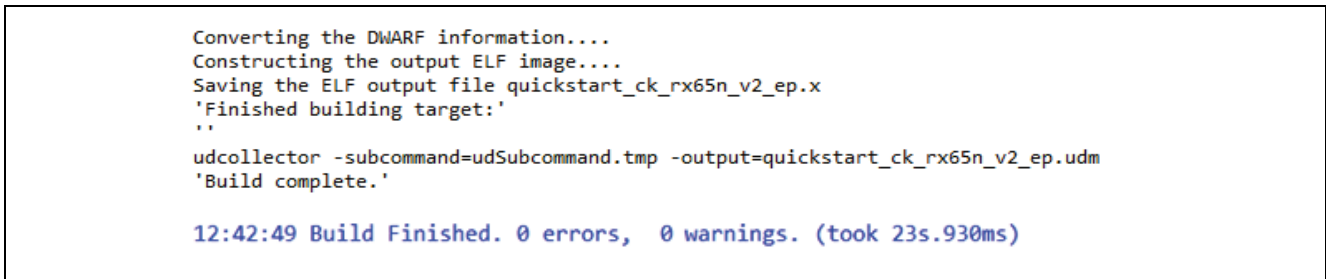 Converting the DWARF information....
Constructing the output ELF image....
Saving the ELF output file quickstart_ck_rx65n_v2_ep.x
'Finished building target:'
''
udcollector -subcommand=udSubcommand.tmp -output=quickstart_ck_rx65n_v2_ep.udm
'Build complete.'
12:42:49 Build Finished. 0 errors, 0 warnings. (took 23s.930ms)